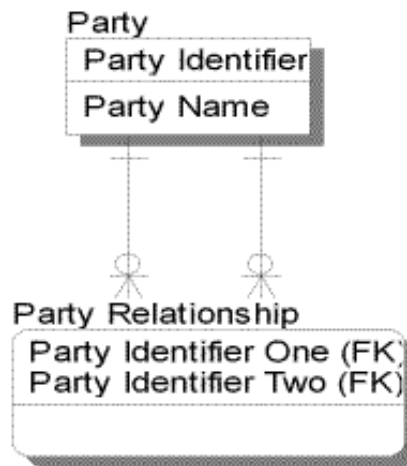 Party
Party Identifier
Party Name
Party Relationship
Party Identifier One (FK)
Party Identifier Two (FK)